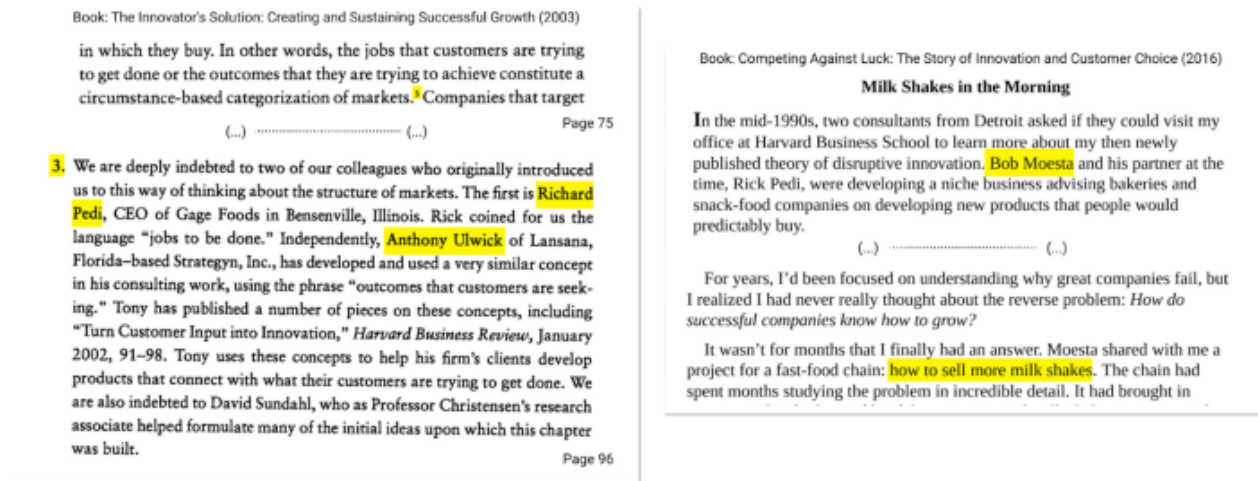 Book: The Innovator's Solution: Creating and Sustaining Successful Growth (2003)
in which they buy. In other words, the jobs that customers are trying
to get done or the outcomes that they are trying to achieve constitute a
circumstance-based categorization of markets.³ Companies that target
(...) ........................................ (...)
Page 75
3. We are deeply indebted to two of our colleagues who originally introduced
us to this way of thinking about the structure of markets. The first is Richard
Pedi, CEO of Gage Foods in Bensenville, Illinois. Rick coined for us the
language “jobs to be done.” Independently, Anthony Ulwick of Lansana,
Florida–based Strategyn, Inc., has developed and used a very similar concept
in his consulting work, using the phrase “outcomes that customers are seek-
ing.” Tony has published a number of pieces on these concepts, including
“Turn Customer Input into Innovation,” Harvard Business Review, January
2002, 91–98. Tony uses these concepts to help his firm’s clients develop
products that connect with what their customers are trying to get done. We
are also indebted to David Sundahl, who as Professor Christensen’s research
associate helped formulate many of the initial ideas upon which this chapter
was built.
Page 96
Book: Competing Against Luck: The Story of Innovation and Customer Choice (2016)
Milk Shakes in the Morning
In the mid-1990s, two consultants from Detroit asked if they could visit my
office at Harvard Business School to learn more about my then newly
published theory of disruptive innovation. Bob Moesta and his partner at the
time, Rick Pedi, were developing a niche business advising bakeries and
snack-food companies on developing new products that people would
predictably buy.
(...) ........................................ (...)
For years, I’d been focused on understanding why great companies fail, but
I realized I had never really thought about the reverse problem: How do
successful companies know how to grow?
It wasn’t for months that I finally had an answer. Moesta shared with me a
project for a fast-food chain: how to sell more milk shakes. The chain had
spent months studying the problem in incredible detail. It had brought in